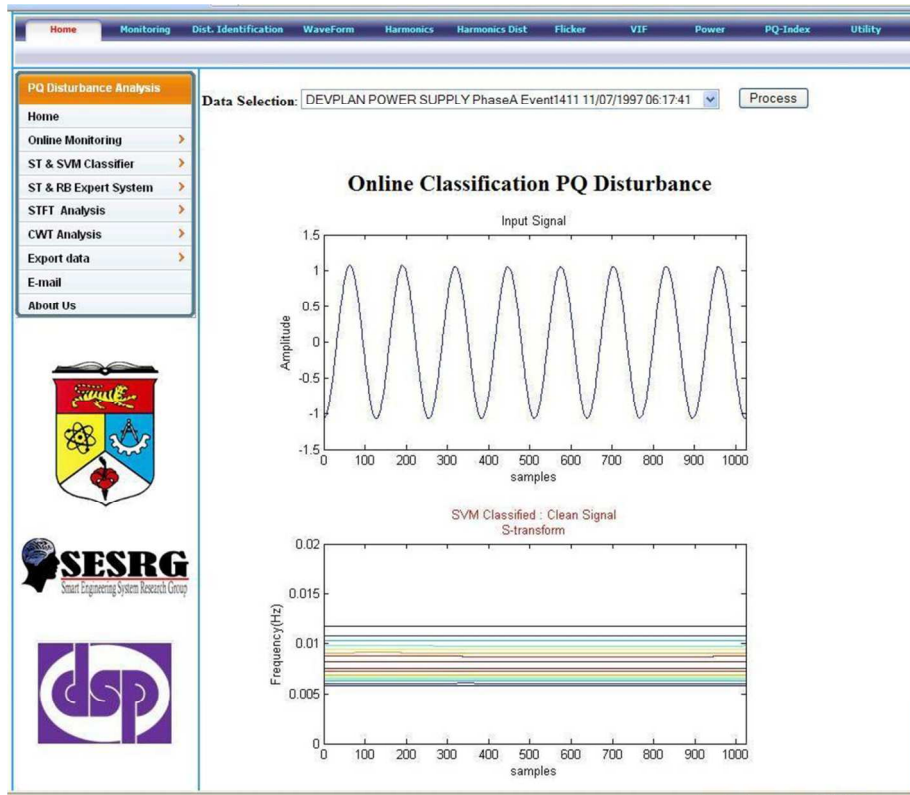 Home Monitoring Dist. Identification WaveForm Harmonics Harmonics Dist Flicker VIF Power PQ-Index Utility
PQ Disturbance Analysis
Home
Online Monitoring
ST & SVM Classifier
ST & RB Expert System
STFT Analysis
CWT Analysis
Export data
E-mail
About Us
SESRG
Smart Engineering System Research Group
dsp
Data Selection: DEVPLAN POWER SUPPLY PhaseA Event1411 11/07/1997 06:17:41 Process
Online Classification PQ Disturbance
Input Signal
Amplitude
1.5
1
0.5
0
-0.5
-1
-1.5
0 100 200 300 400 500 600 700 800 900 1000
samples
SVM Classified : Clean Signal
S-transform
Frequency(Hz)
0.02
0.015
0.01
0.005
0
0 100 200 300 400 500 600 700 800 900 1000
samples